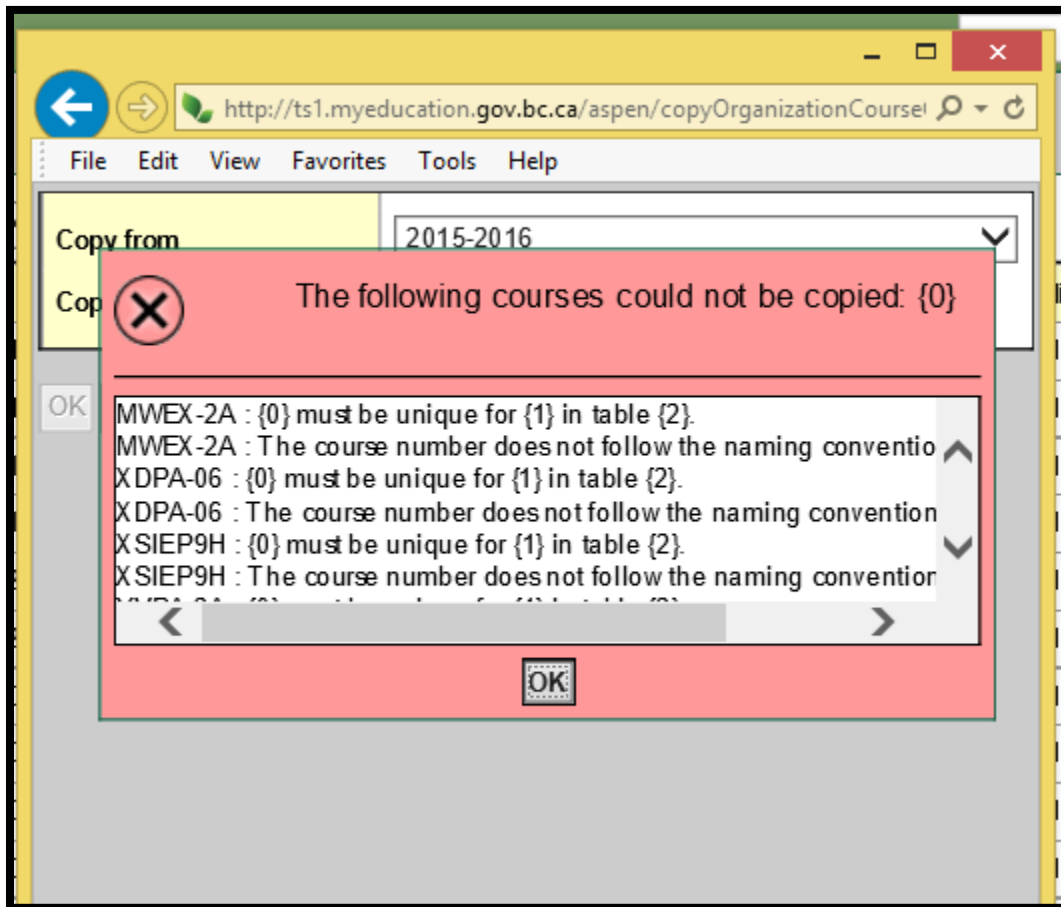 http://ts1.myeducation.gov.bc.ca/aspen/copyOrganizationCourse
File Edit View Favorites Tools Help
Copy from 2015-2016
Cop
The following courses could not be copied: {0}
OK
MWEX-2A : {0} must be unique for {1} in table {2}.
MWEX-2A : The course number does not follow the naming conventio
XDPA-06 : {0} must be unique for {1} in table {2}.
XDPA-06 : The course number does not follow the naming convention
XSIEP9H : {0} must be unique for {1} in table {2}.
XSIEP9H : The course number does not follow the naming convention
OK